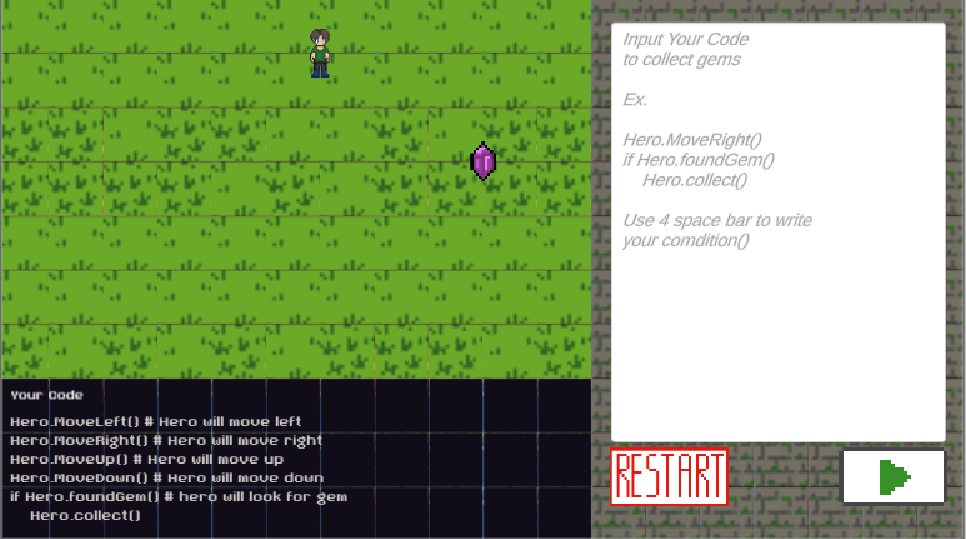 Input Your Code
to collect gems
Ex.
Hero.MoveRight()
if Hero.foundGem()
Hero.collect()
Use 4 space bar to write
your comdition()
Your Code
Hero.MoveLeft() # Hero will move left
Hero.MoveRight() # Hero will move right
Hero.MoveUp() # Hero will move up
Hero.MoveDown() # Hero will move down
if Hero.foundGem() # hero will look for gem
Hero.collect()
RESTART